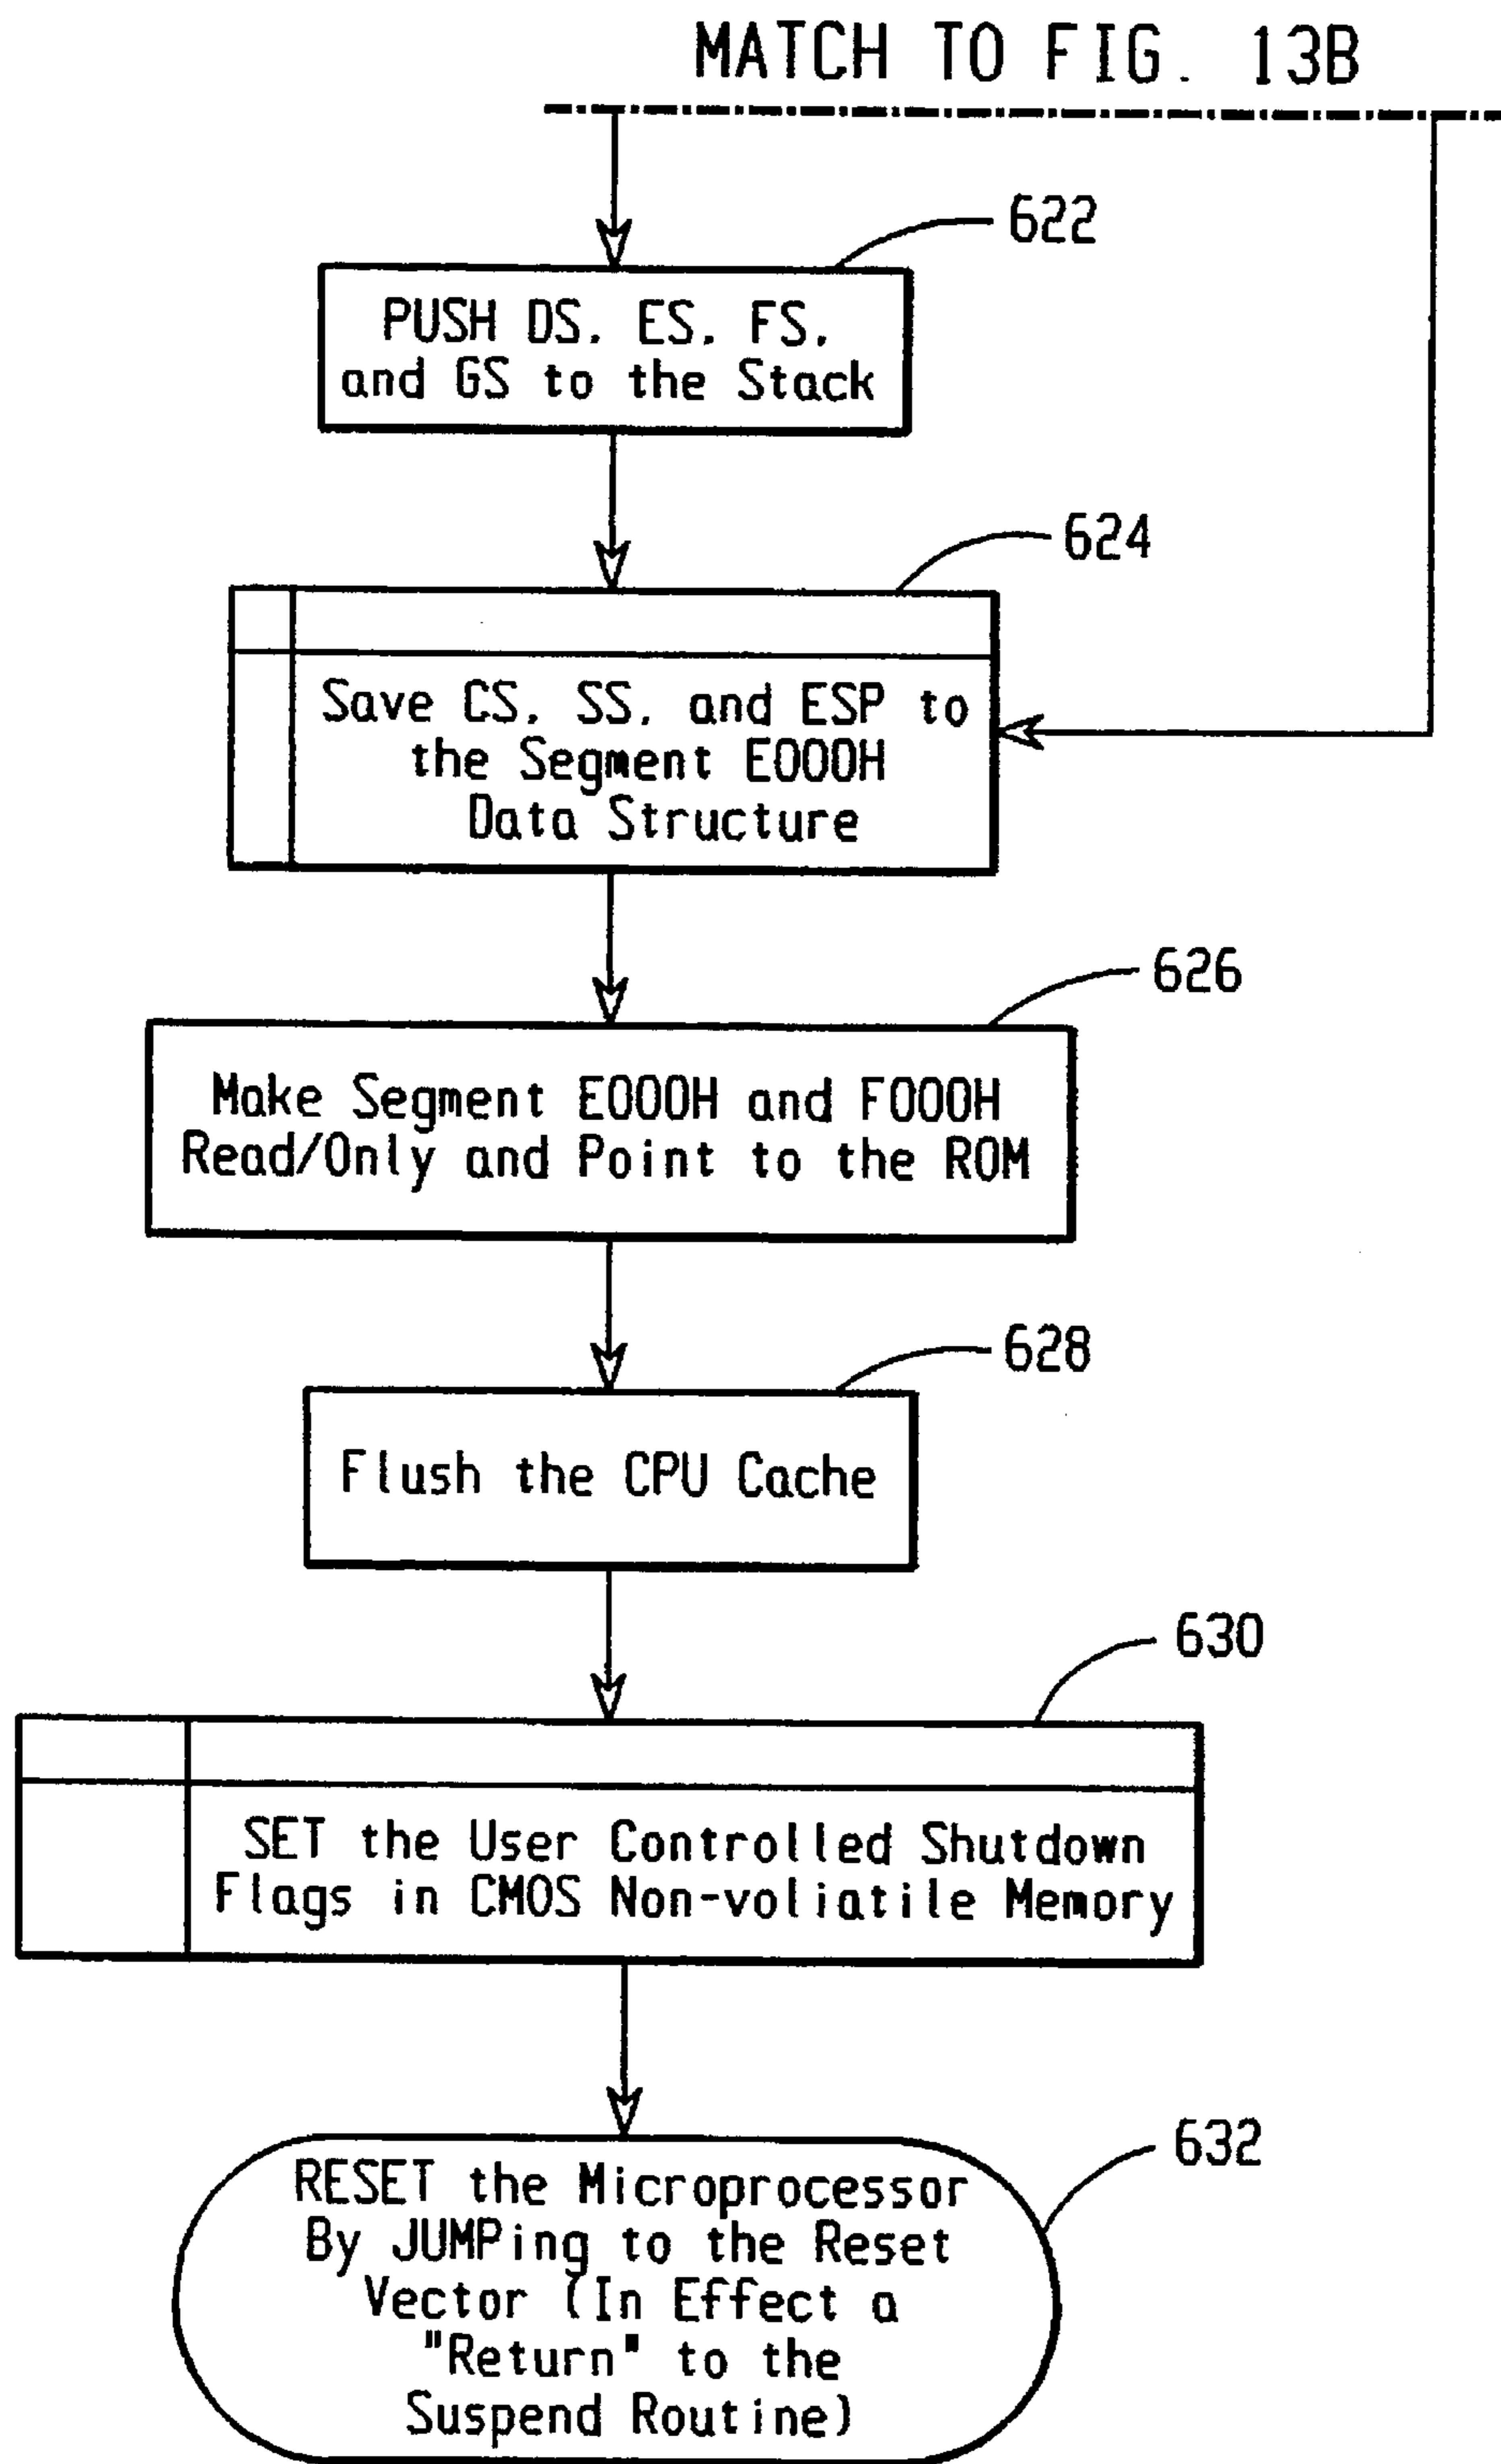 MATCH TO FIG. 13B
622
PUSH DS, ES, FS,
and GS to the Stack
624
Save CS, SS, and ESP to
the Segment E000H
Data Structure
626
Make Segment E000H and F000H
Read/Only and Point to the ROM
628
Flush the CPU Cache
630
SET the User Controlled Shutdown
Flags in CMOS Non-voliatile Memory
632
RESET the Microprocessor
By JUMPing to the Reset
Vector (In Effect a
"Return" to the
Suspend Routine)